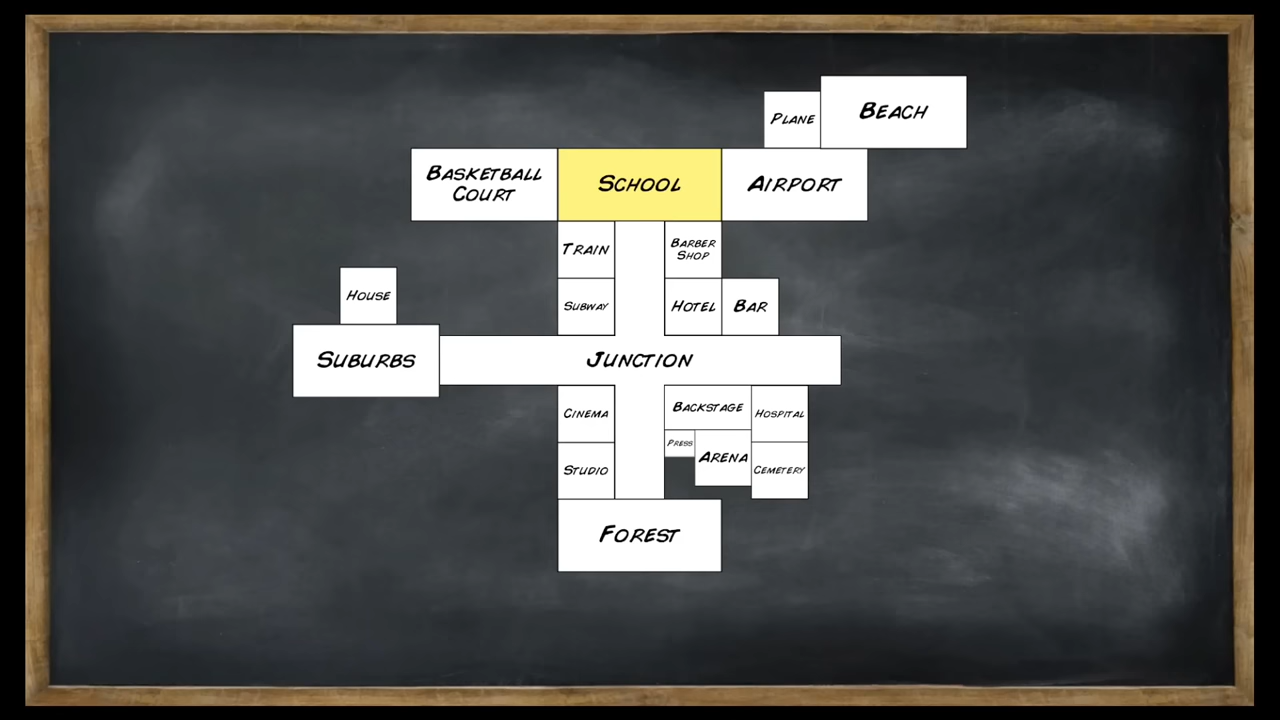 PLANE
BEACH
BASKETBALL
COURT
SCHOOL
AIRPORT
TRAIN
BARBER
SHOP
HOUSE
SUBWAY
HOTEL
BAR
SUBURBS
JUNCTION
CINEMA
BACKSTAGE
HOSPITAL
PRESS
ARENA
STUDIO
CEMETERY
FOREST